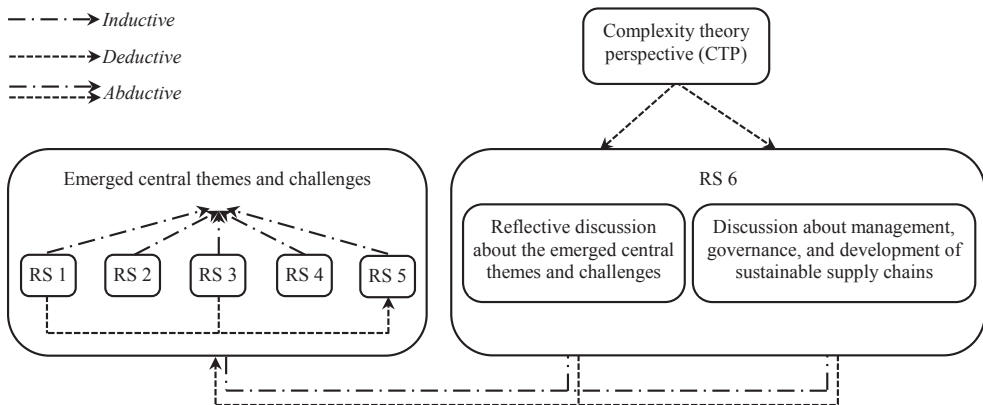 Inductive
Deductive
Abductive
Complexity theory
perspective (CTP)
Emerged central themes and challenges
RS 1
RS 2
RS 3
RS 4
RS 5
RS 6
Reflective discussion
about the emerged central
themes and challenges
Discussion about management,
governance, and development of
sustainable supply chains